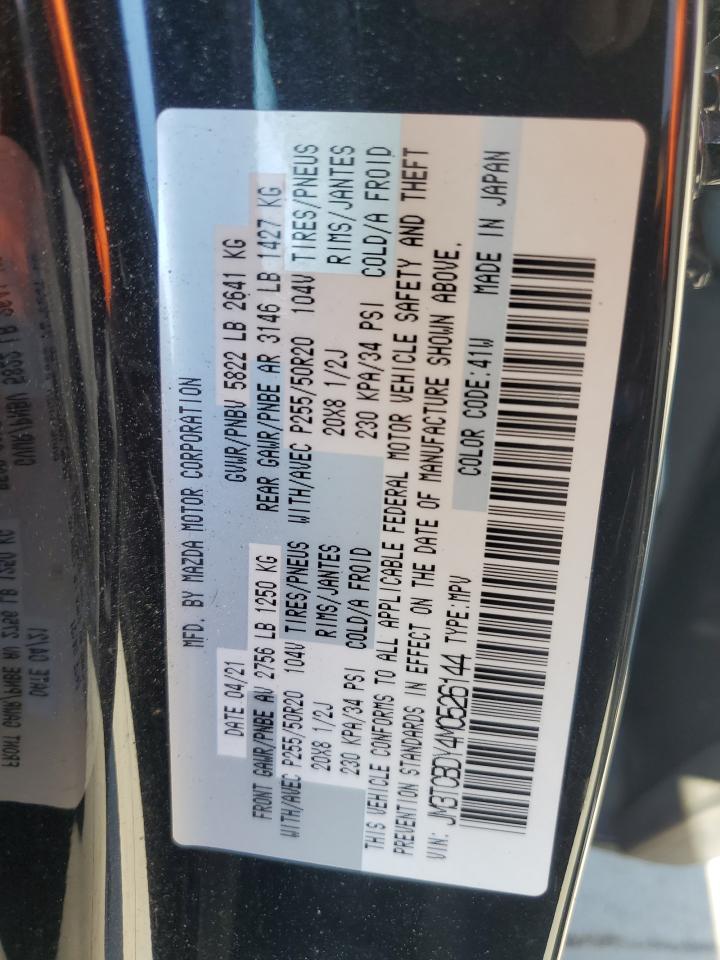 MFD. BY MAZDA MOTOR CORPORATION
DATE 04/21 GVWR/PNBV 5822 LB 2641 KG
FRONT GAWR/PNBE AV 2756 LB 1250 KG REAR GAWR/PNBE AR 3146 LB 1427 KG
WITH/AVEC P255/50R20 104V TIRES/PNEUS WITH/AVEC P255/50R20 104V TIRES/PNEUS
20X8 1/2J RIMS/JANTES 20X8 1/2J RIMS/JANTES
230 KPA/34 PSI COLD/A FROID 230 KPA/34 PSI COLD/A FROID
THIS VEHICLE CONFORMS TO ALL APPLICABLE FEDERAL MOTOR VEHICLE SAFETY AND THEFT
PREVENTION STANDARDS IN EFFECT ON THE DATE OF MANUFACTURE SHOWN ABOVE.
VIN: JM3TCBDY4M0526144 TYPE:MPV COLOR CODE:41W MADE IN JAPAN